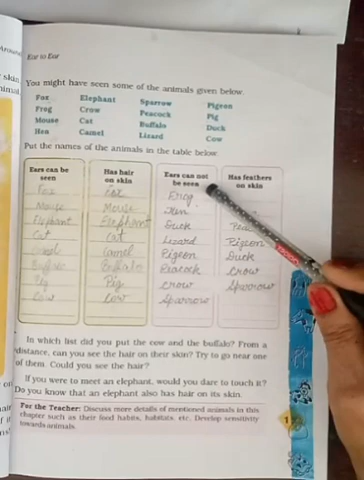 Ear to Ear
You might have seen some of the animals given below.
Fox Elephant Sparrow Pigeon
Frog Crow Peacock Pig
Mouse Cat Buffalo Duck
Hen Camel Lizard Cow
Put the names of the animals in the table below.
Ears can be seen Has hair on skin Ears can not be seen Has feathers on skin
Fox Fox Frog
Mouse Mouse Hen
Elephant Elephant Duck
Cat Cat Lizard Pigeon
Camel Camel Pigeon Duck
Buffalo Buffalo Peacock Crow
Pig Pig Crow Sparrow
Cow Cow Sparrow
In which list did you put the cow and the buffalo? From a
distance, can you see the hair on their skin? Try to go near one
of them. Could you see the hair?
If you were to meet an elephant, would you dare to touch it?
Do you know that an elephant also has hair on its skin.
For the Teacher: Discuss more details of mentioned animals in this
chapter such as their food habits, habitats, etc. Develop sensitivity
towards animals.